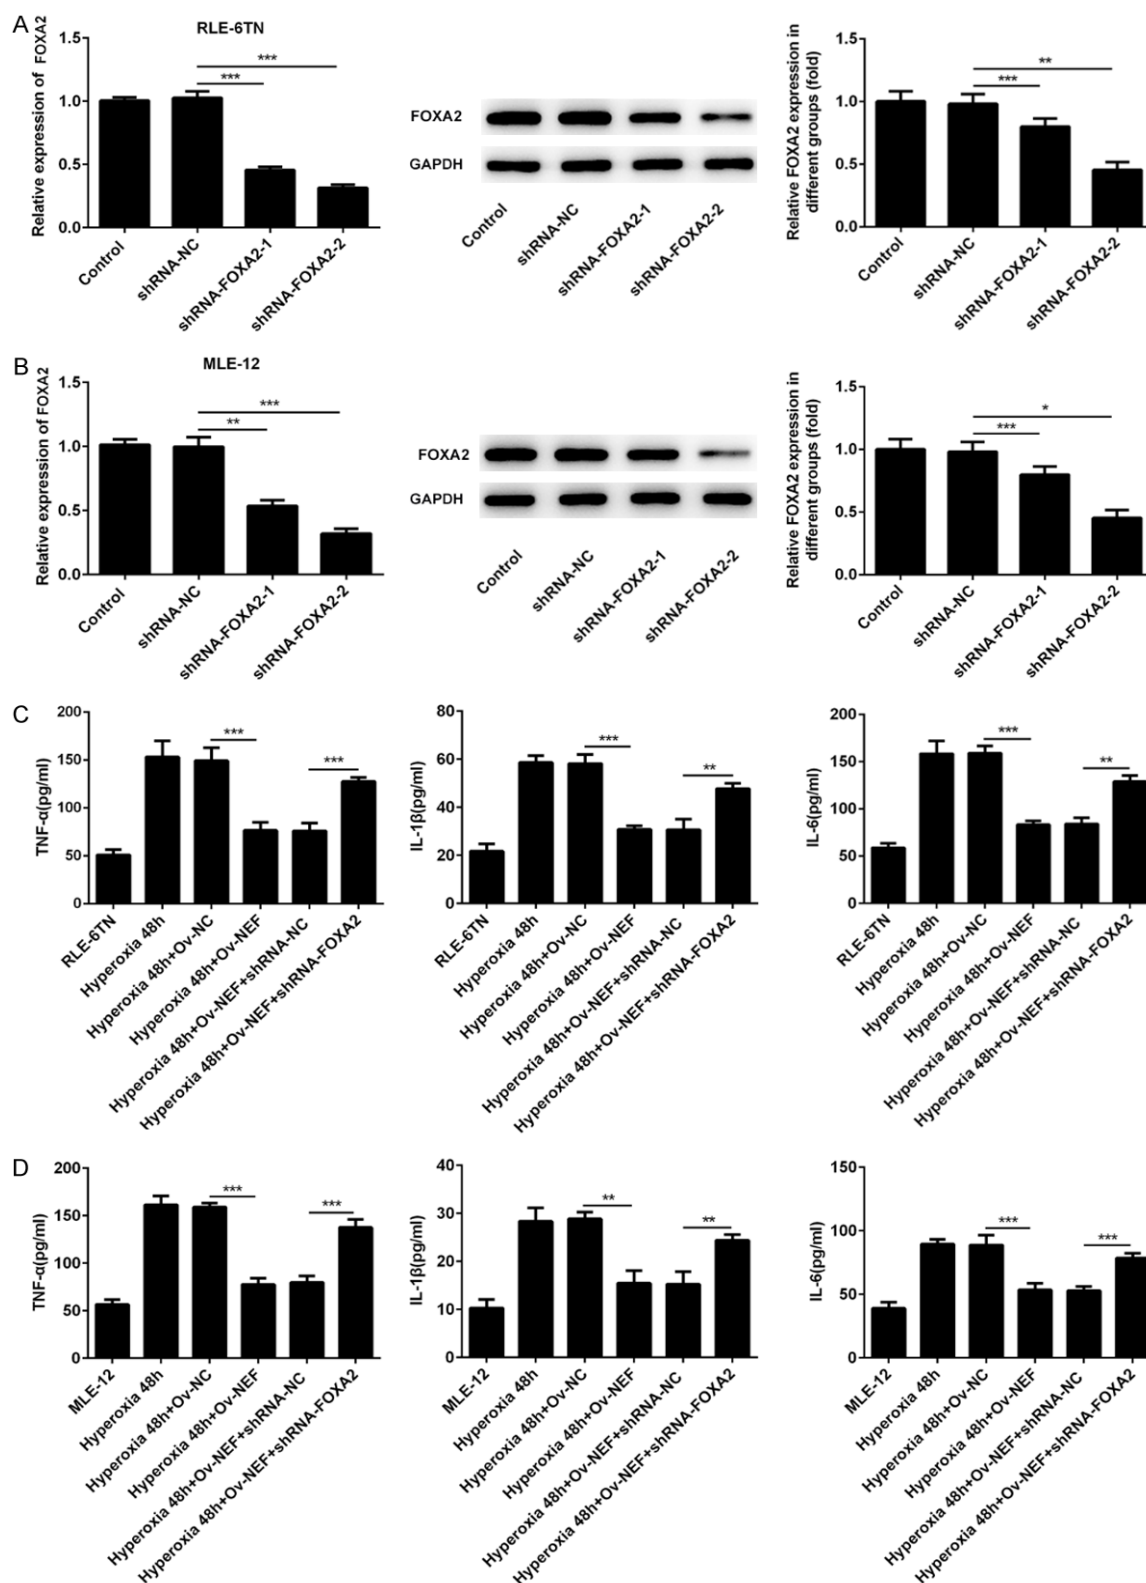 A
RLE-6TN
Relative expression of FOXA2
1.5
1.0
0.5
0.0
***
***
Control
shRNA-NC
shRNA-FOXA2-1
shRNA-FOXA2-2
FOXA2
GAPDH
Control
shRNA-NC
shRNA-FOXA2-1
shRNA-FOXA2-2
Relative FOXA2 expression in
different groups (fold)
1.5
1.0
0.5
0.0
**
***
Control
shRNA-NC
shRNA-FOXA2-1
shRNA-FOXA2-2
B
MLE-12
Relative expression of FOXA2
1.5
1.0
0.5
0.0
***
**
Control
shRNA-NC
shRNA-FOXA2-1
shRNA-FOXA2-2
FOXA2
GAPDH
Control
shRNA-NC
shRNA-FOXA2-1
shRNA-FOXA2-2
Relative FOXA2 expression in
different groups (fold)
1.5
1.0
0.5
0.0
*
***
Control
shRNA-NC
shRNA-FOXA2-1
shRNA-FOXA2-2
C
TNF-α(pg/ml)
200
150
100
50
0
***
***
RLE-6TN
Hyperoxia 48h
Hyperoxia 48h+Ov-NC
Hyperoxia 48h+Ov-NEF
Hyperoxia 48h+Ov-NEF+shRNA-NC
Hyperoxia 48h+Ov-NEF+shRNA-FOXA2
IL-1β(pg/ml)
80
60
40
20
0
***
**
RLE-6TN
Hyperoxia 48h
Hyperoxia 48h+Ov-NC
Hyperoxia 48h+Ov-NEF
Hyperoxia 48h+Ov-NEF+shRNA-NC
Hyperoxia 48h+Ov-NEF+shRNA-FOXA2
IL-6(pg/ml)
200
150
100
50
0
***
**
RLE-6TN
Hyperoxia 48h
Hyperoxia 48h+Ov-NC
Hyperoxia 48h+Ov-NEF
Hyperoxia 48h+Ov-NEF+shRNA-NC
Hyperoxia 48h+Ov-NEF+shRNA-FOXA2
D
TNF-α(pg/ml)
200
150
100
50
0
***
***
MLE-12
Hyperoxia 48h
Hyperoxia 48h+Ov-NC
Hyperoxia 48h+Ov-NEF
Hyperoxia 48h+Ov-NEF+shRNA-NC
Hyperoxia 48h+Ov-NEF+shRNA-FOXA2
IL-1β(pg/ml)
40
30
20
10
0
**
**
MLE-12
Hyperoxia 48h
Hyperoxia 48h+Ov-NC
Hyperoxia 48h+Ov-NEF
Hyperoxia 48h+Ov-NEF+shRNA-NC
Hyperoxia 48h+Ov-NEF+shRNA-FOXA2
IL-6(pg/ml)
150
100
50
0
***
***
MLE-12
Hyperoxia 48h
Hyperoxia 48h+Ov-NC
Hyperoxia 48h+Ov-NEF
Hyperoxia 48h+Ov-NEF+shRNA-NC
Hyperoxia 48h+Ov-NEF+shRNA-FOXA2